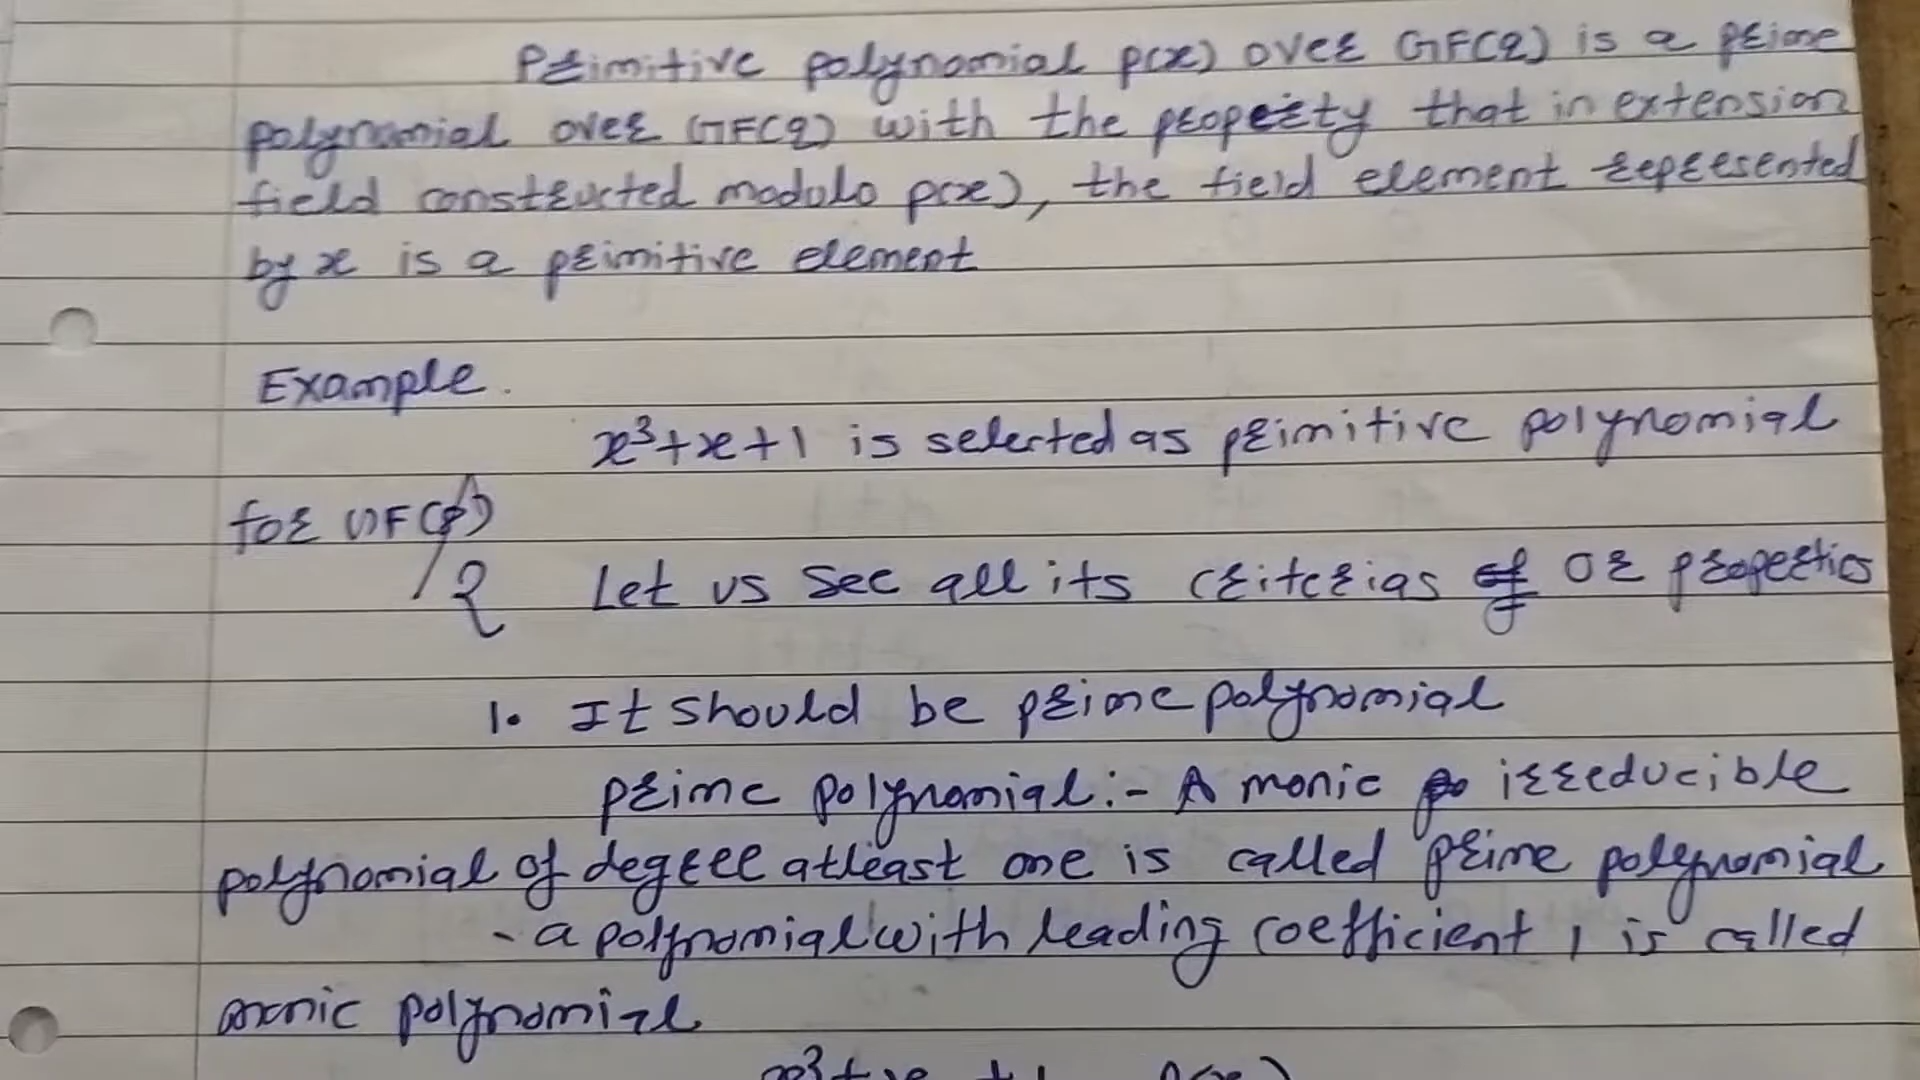 Primitive polynomial p(x) over GF(q) is a prime
polynomial over GF(q) with the property that in extension
field constructed modulo p(x), the field element represented
by x is a primitive element
Example.
x³+x+1 is selected as primitive polynomial
for GF()
2 Let us see all its criterias or properties
1. It should be prime polynomial
prime polynomial:- A monic irreducible
polynomial of degree atleast one is called prime polynomial
- a polynomial with leading coefficient 1 is called
monic polynomial
x³+x +1 p(x)